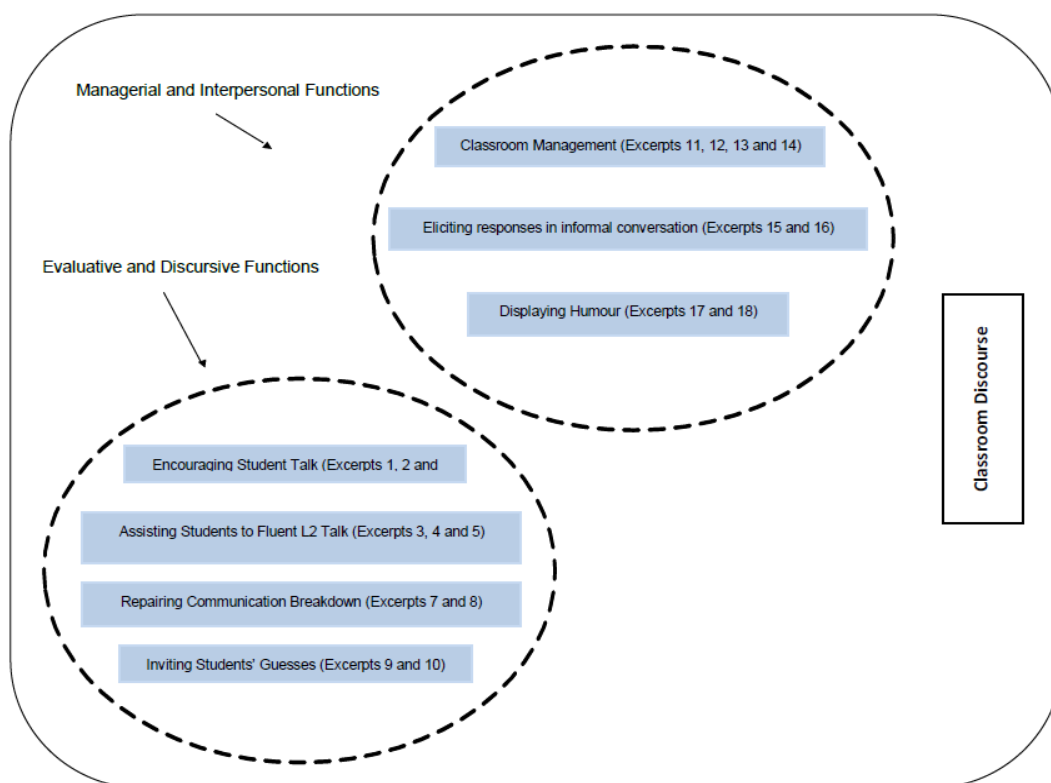 Managerial and Interpersonal Functions
Classroom Management (Excerpts 11, 12, 13 and 14)
Eliciting responses in informal conversation (Excerpts 15 and 16)
Evaluative and Discursive Functions
Displaying Humour (Excerpts 17 and 18)
Classroom Discourse
Encouraging Student Talk (Excerpts 1, 2 and
Assisting Students to Fluent L2 Talk (Excerpts 3, 4 and 5)
Repairing Communication Breakdown (Excerpts 7 and 8)
Inviting Students' Guesses (Excerpts 9 and 10)